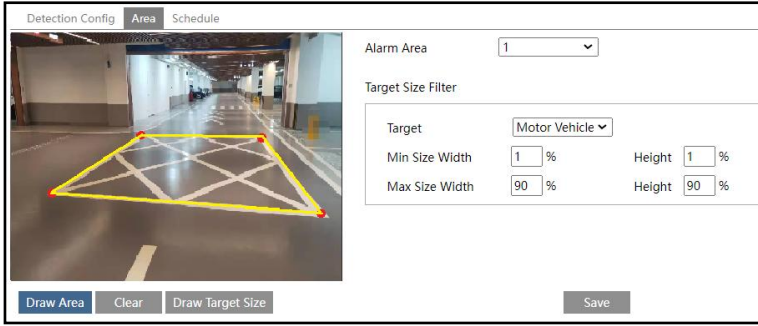 Detection Config Area Schedule
Alarm Area 1
Target Size Filter
Target Motor Vehicle
Min Size Width 1 % Height 1 %
Max Size Width 90 % Height 90 %
Draw Area Clear Draw Target Size Save